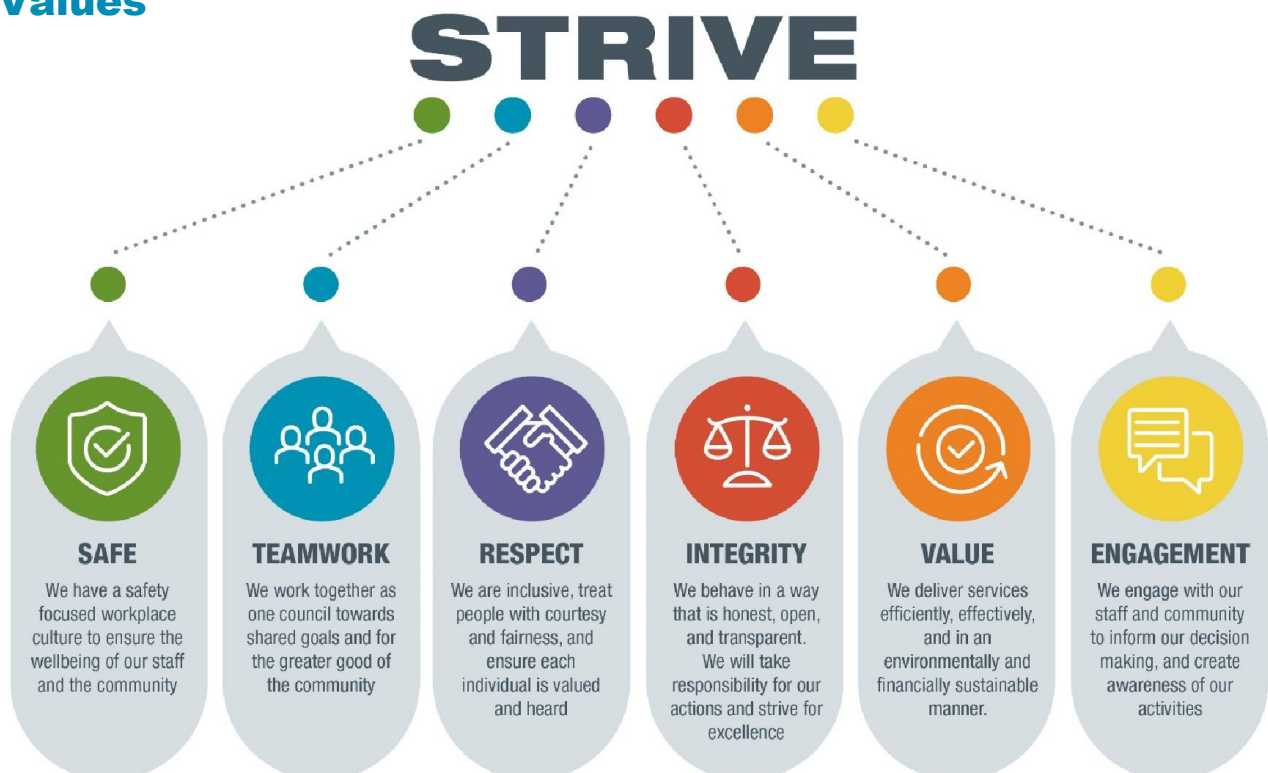 Values
STRIVE
SAFE
We have a safety
focused workplace
culture to ensure the
wellbeing of our staff
and the community
TEAMWORK
We work together as
one council towards
shared goals and for
the greater good of
the community
RESPECT
We are inclusive, treat
people with courtesy
and fairness, and
ensure each
individual is valued
and heard
INTEGRITY
We behave in a way
that is honest, open,
and transparent.
We will take
responsibility for our
actions and strive for
excellence
VALUE
We deliver services
efficiently, effectively,
and in an
environmentally and
financially sustainable
manner.
ENGAGEMENT
We engage with our
staff and community
to inform our decision
making, and create
awareness of our
activities